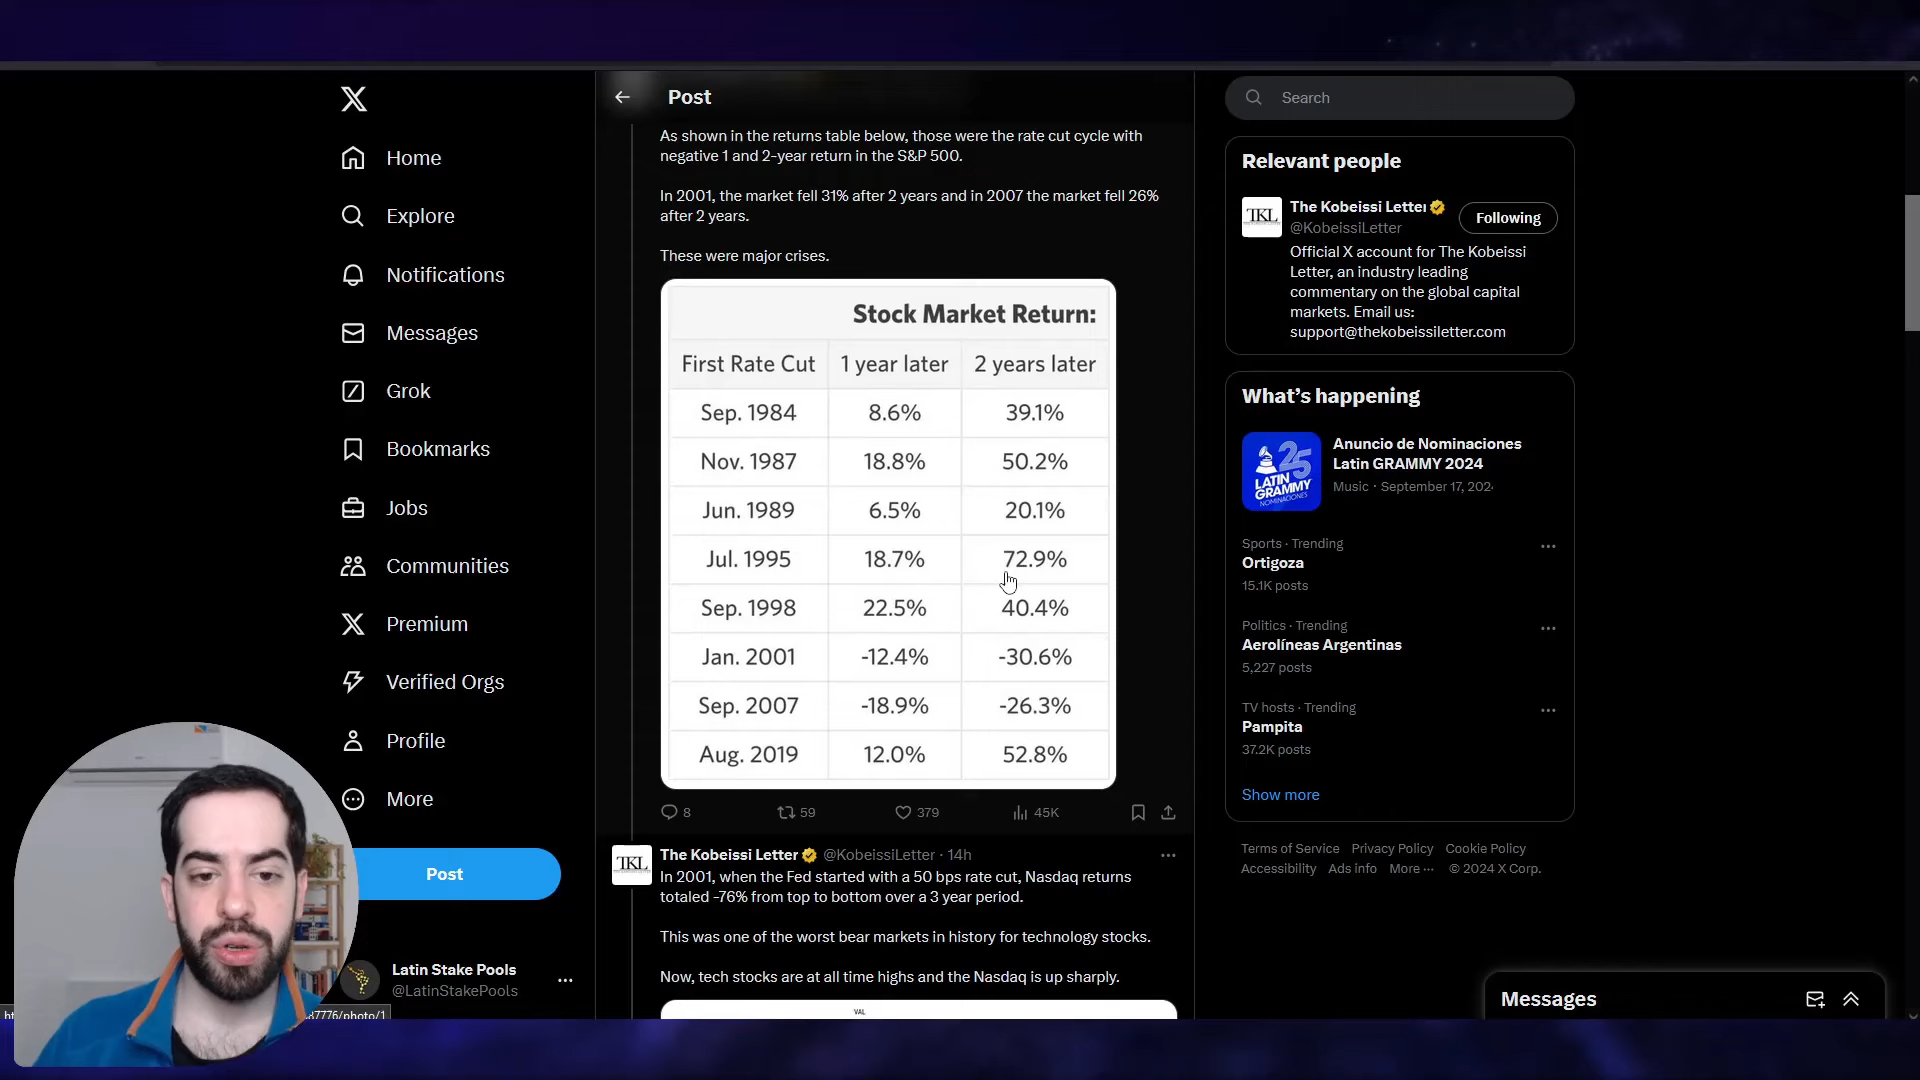 Home
Explore
Notifications
Messages
Grok
Bookmarks
Jobs
Communities
Premium
Verified Orgs
Profile
More
Post
Latin Stake Pools
@LatinStakePools
87776/photo/1
Post
As shown in the returns table below, those were the rate cut cycle with
negative 1 and 2-year return in the S&P 500.
In 2001, the market fell 31% after 2 years and in 2007 the market fell 26%
after 2 years.
These were major crises.
Stock Market Return:
First Rate Cut 1 year later 2 years later
Sep. 1984 8.6% 39.1%
Nov. 1987 18.8% 50.2%
Jun. 1989 6.5% 20.1%
Jul. 1995 18.7% 72.9%
Sep. 1998 22.5% 40.4%
Jan. 2001 -12.4% -30.6%
Sep. 2007 -18.9% -26.3%
Aug. 2019 12.0% 52.8%
8 59 379 45K
TKL The Kobeissi Letter @KobeissiLetter · 14h
In 2001, when the Fed started with a 50 bps rate cut, Nasdaq returns
totaled -76% from top to bottom over a 3 year period.
This was one of the worst bear markets in history for technology stocks.
Now, tech stocks are at all time highs and the Nasdaq is up sharply.
VAL
Search
Relevant people
TKL The Kobeissi Letter
@KobeissiLetter
Following
Official X account for The Kobeissi
Letter, an industry leading
commentary on the global capital
markets. Email us:
support@thekobeissiletter.com
What's happening
25
LATIN
GRAMMY
NOMINACIONES
Anuncio de Nominaciones
Latin GRAMMY 2024
Music · September 17, 202
Sports · Trending
Ortigoza
15.1K posts
Politics · Trending
Aerolíneas Argentinas
5,227 posts
TV hosts · Trending
Pampita
37.2K posts
Show more
Terms of Service Privacy Policy Cookie Policy
Accessibility Ads info More ··· © 2024 X Corp.
Messages